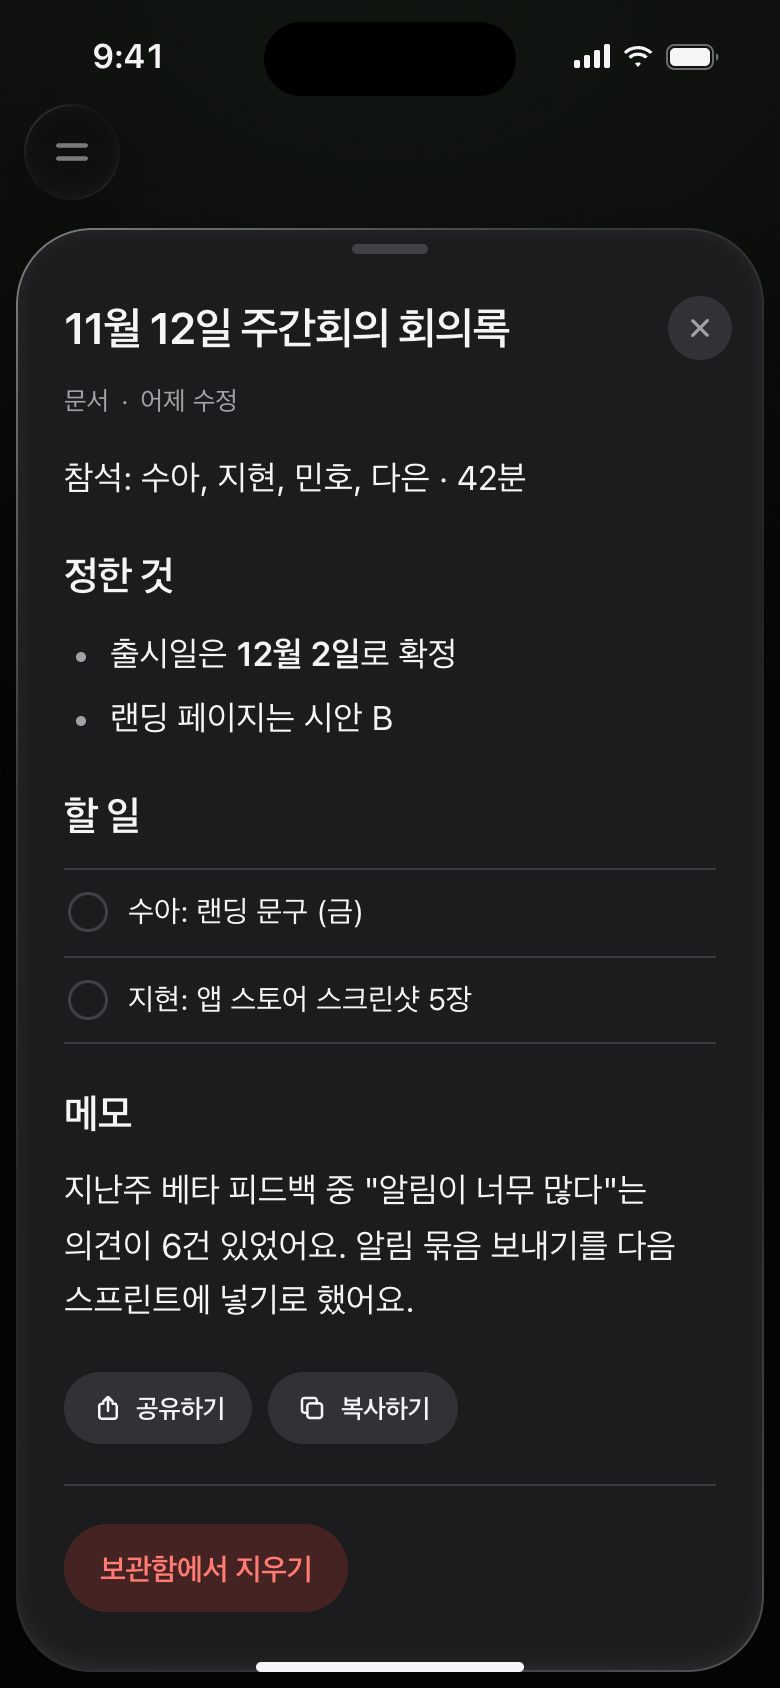 9:41
11월 12일 주간회의 회의록
문서 · 어제 수정
참석: 수아, 지현, 민호, 다은 · 42분
정한 것
• 출시일은 12월 2일로 확정
• 랜딩 페이지는 시안 B
할 일
수아: 랜딩 문구 (금)
지현: 앱 스토어 스크린샷 5장
메모
지난주 베타 피드백 중 "알림이 너무 많다"는
의견이 6건 있었어요. 알림 묶음 보내기를 다음
스프린트에 넣기로 했어요.
공유하기
복사하기
보관함에서 지우기